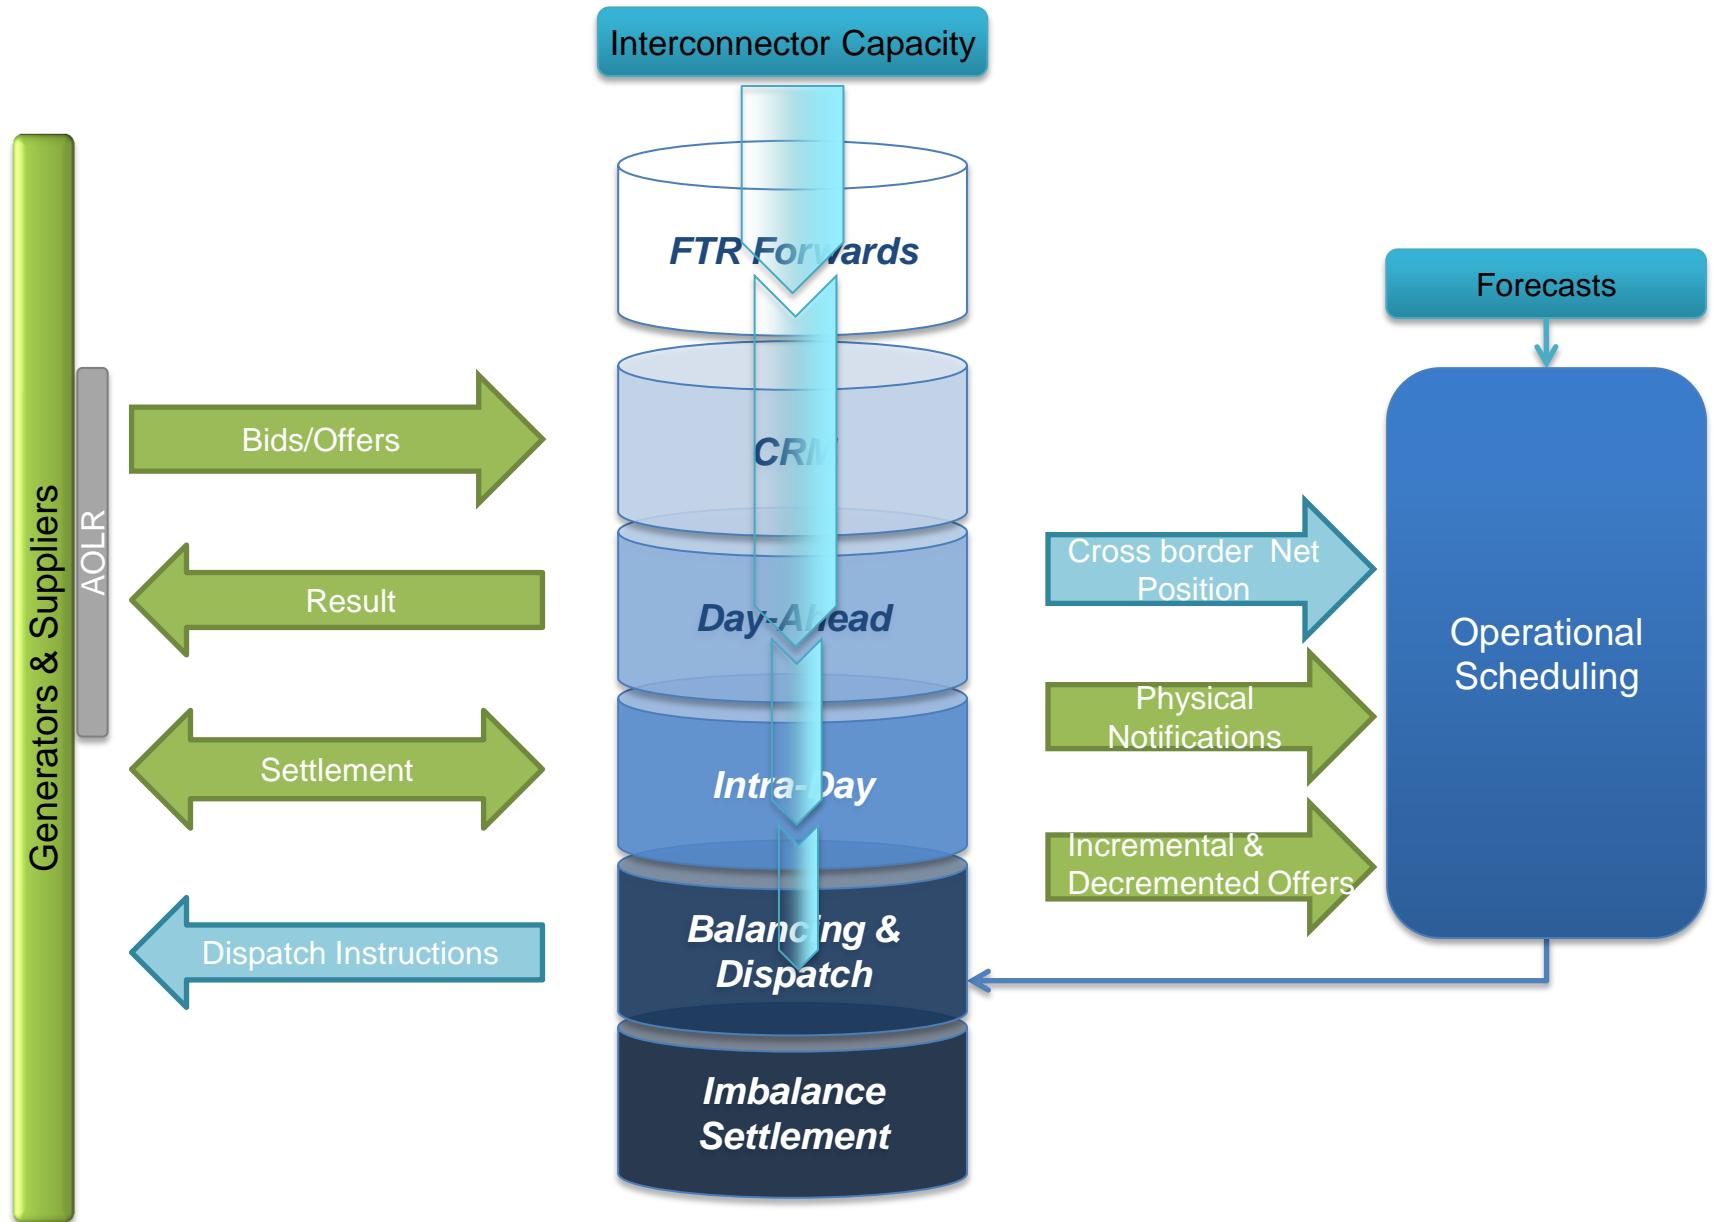 Interconnector Capacity
Generators & Suppliers
AOLR
Bids/Offers
Result
Settlement
Dispatch Instructions
FTR Forwards
CRM
Day-Ahead
Intra-Day
Balancing &
Dispatch
Imbalance
Settlement
Cross border Net
Position
Physical
Notifications
Incremental &
Decremented Offers
Forecasts
Operational
Scheduling